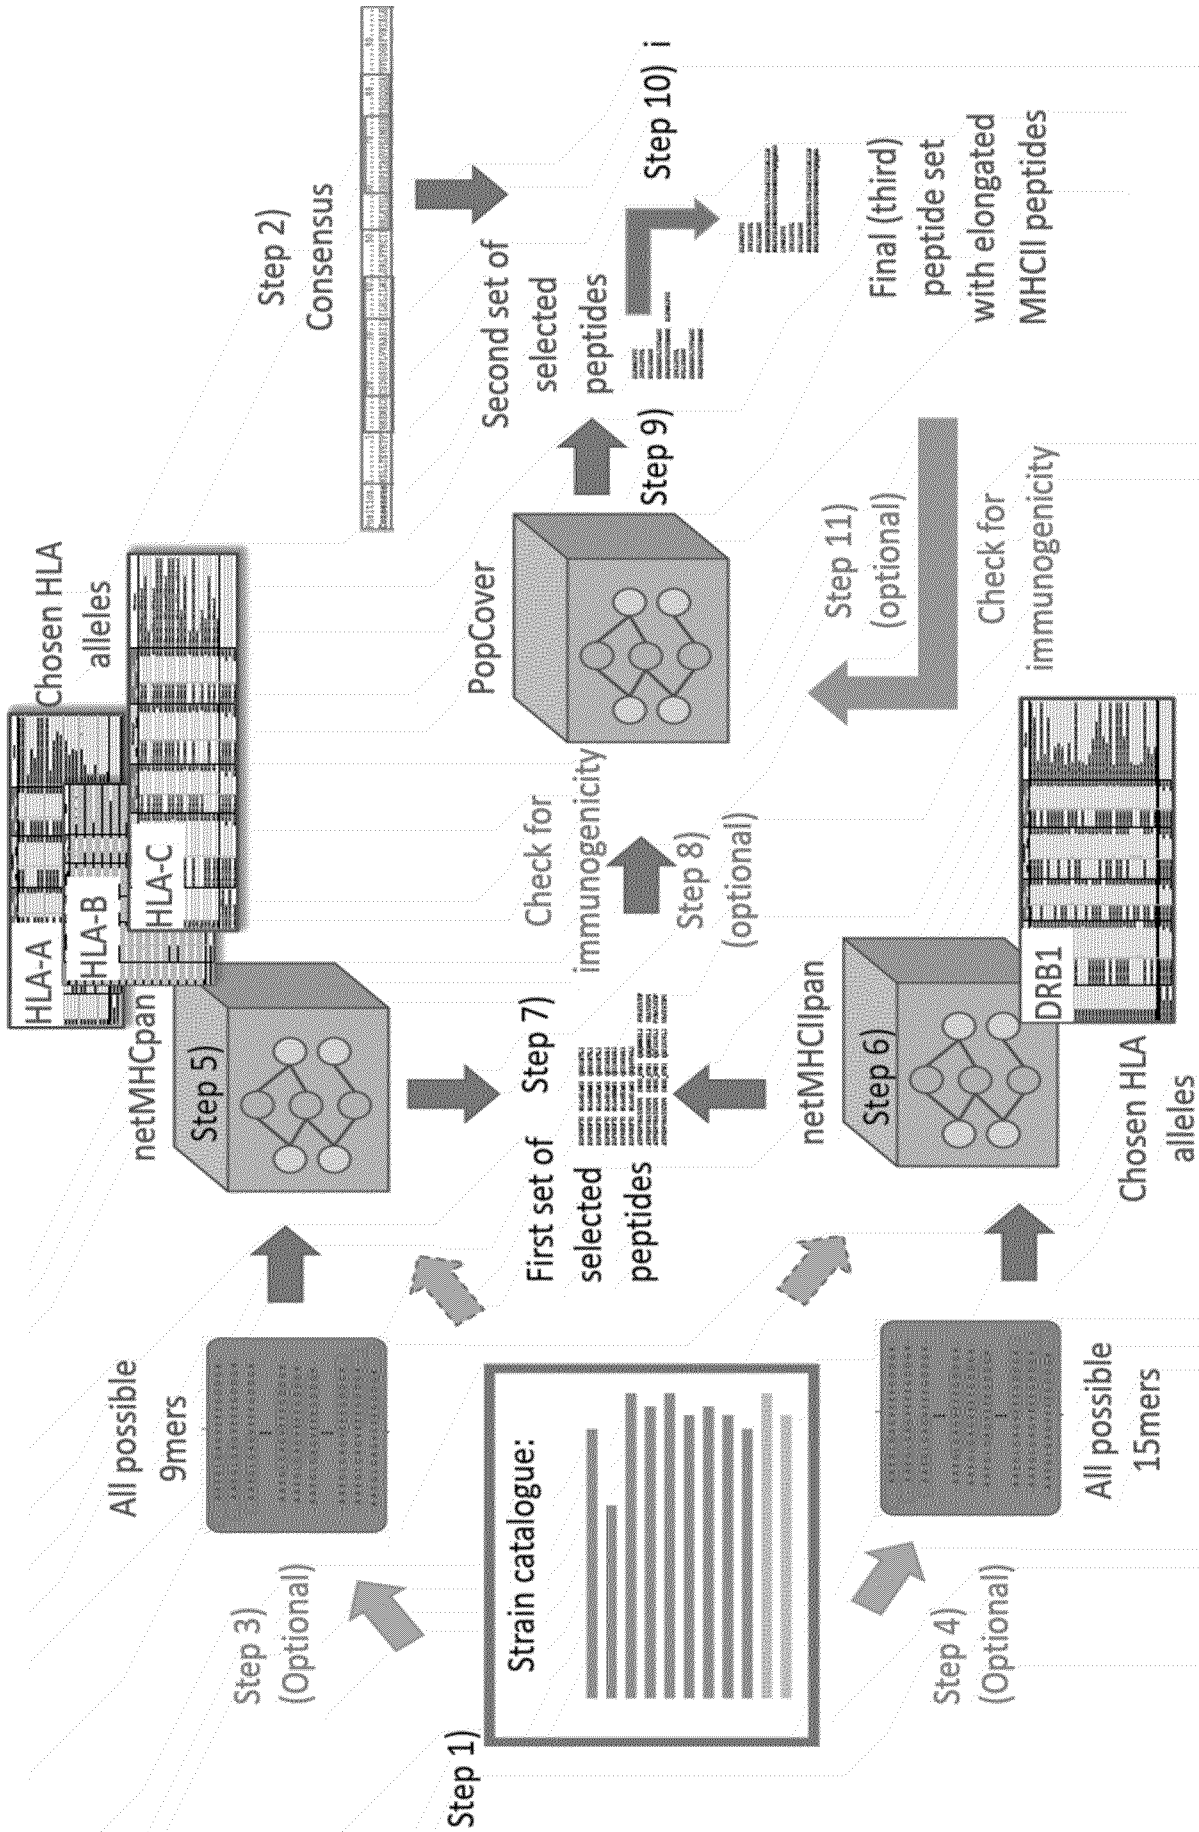 Step 1)
Strain catalogue:
Step 3)
(Optional)
All possible
9mers
Step 4)
(Optional)
All possible
15mers
netMHCpan
Step 5)
HLA-A
HLA-B
HLA-C
Chosen HLA
alleles
First set of
selected
peptides
Step 7)
netMHCIIpan
Step 6)
DRB1
Chosen HLA
alleles
Check for
immunogenicity
Step 8)
(optional)
PopCover
Step 9)
Step 11)
(optional)
Check for
immunogenicity
Step 2)
Consensus
Second set of
selected
peptides
Step 10) i
Final (third)
peptide set
with elongated
MHCII peptides